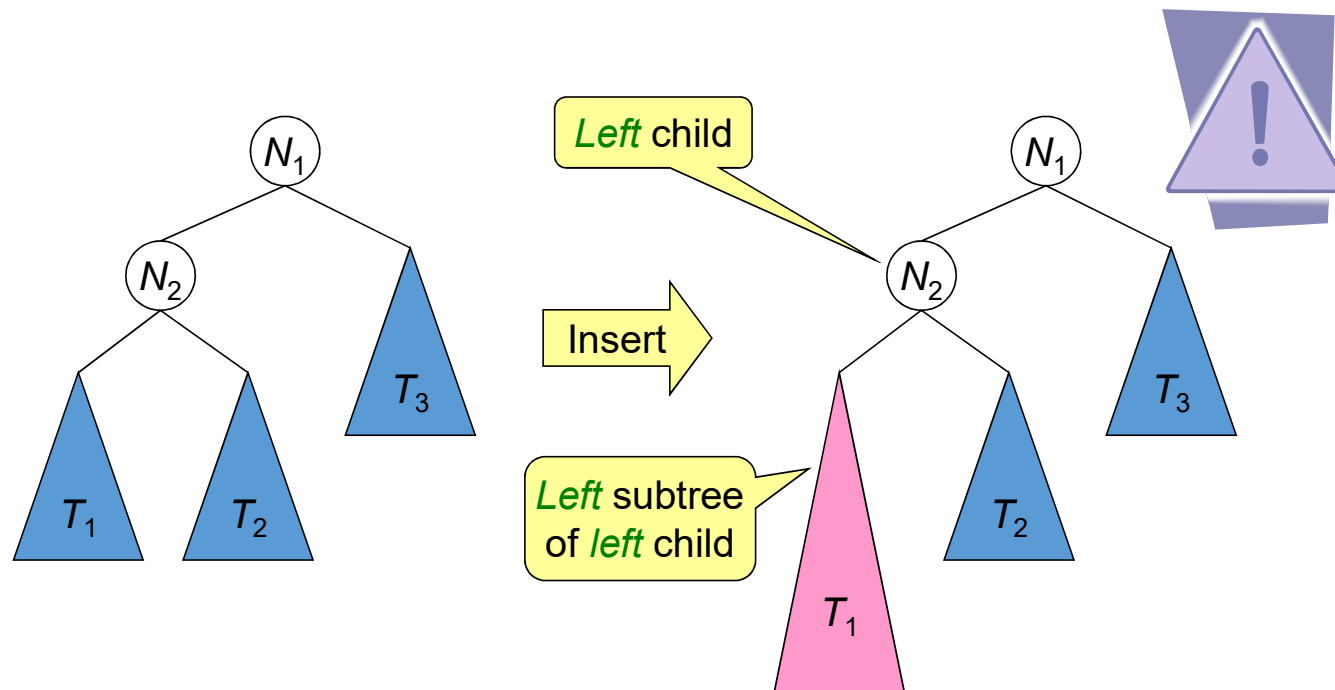 N₁
N₂
T₁
T₂
T₃
Insert
Left child
N₁
N₂
T₃
T₂
Left subtree
of left child
T₁
!